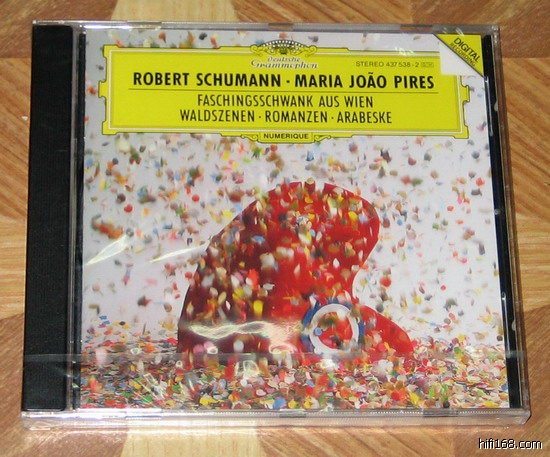 Deutsche
Grammophon
STEREO 437 538-2
DIGITAL
RECORDING
ROBERT SCHUMANN · MARIA JOÃO PIRES
FASCHINGSSCHWANK AUS WIEN
WALDSZENEN · ROMANZEN · ARABESKE
NUMERIQUE
hifi168.com